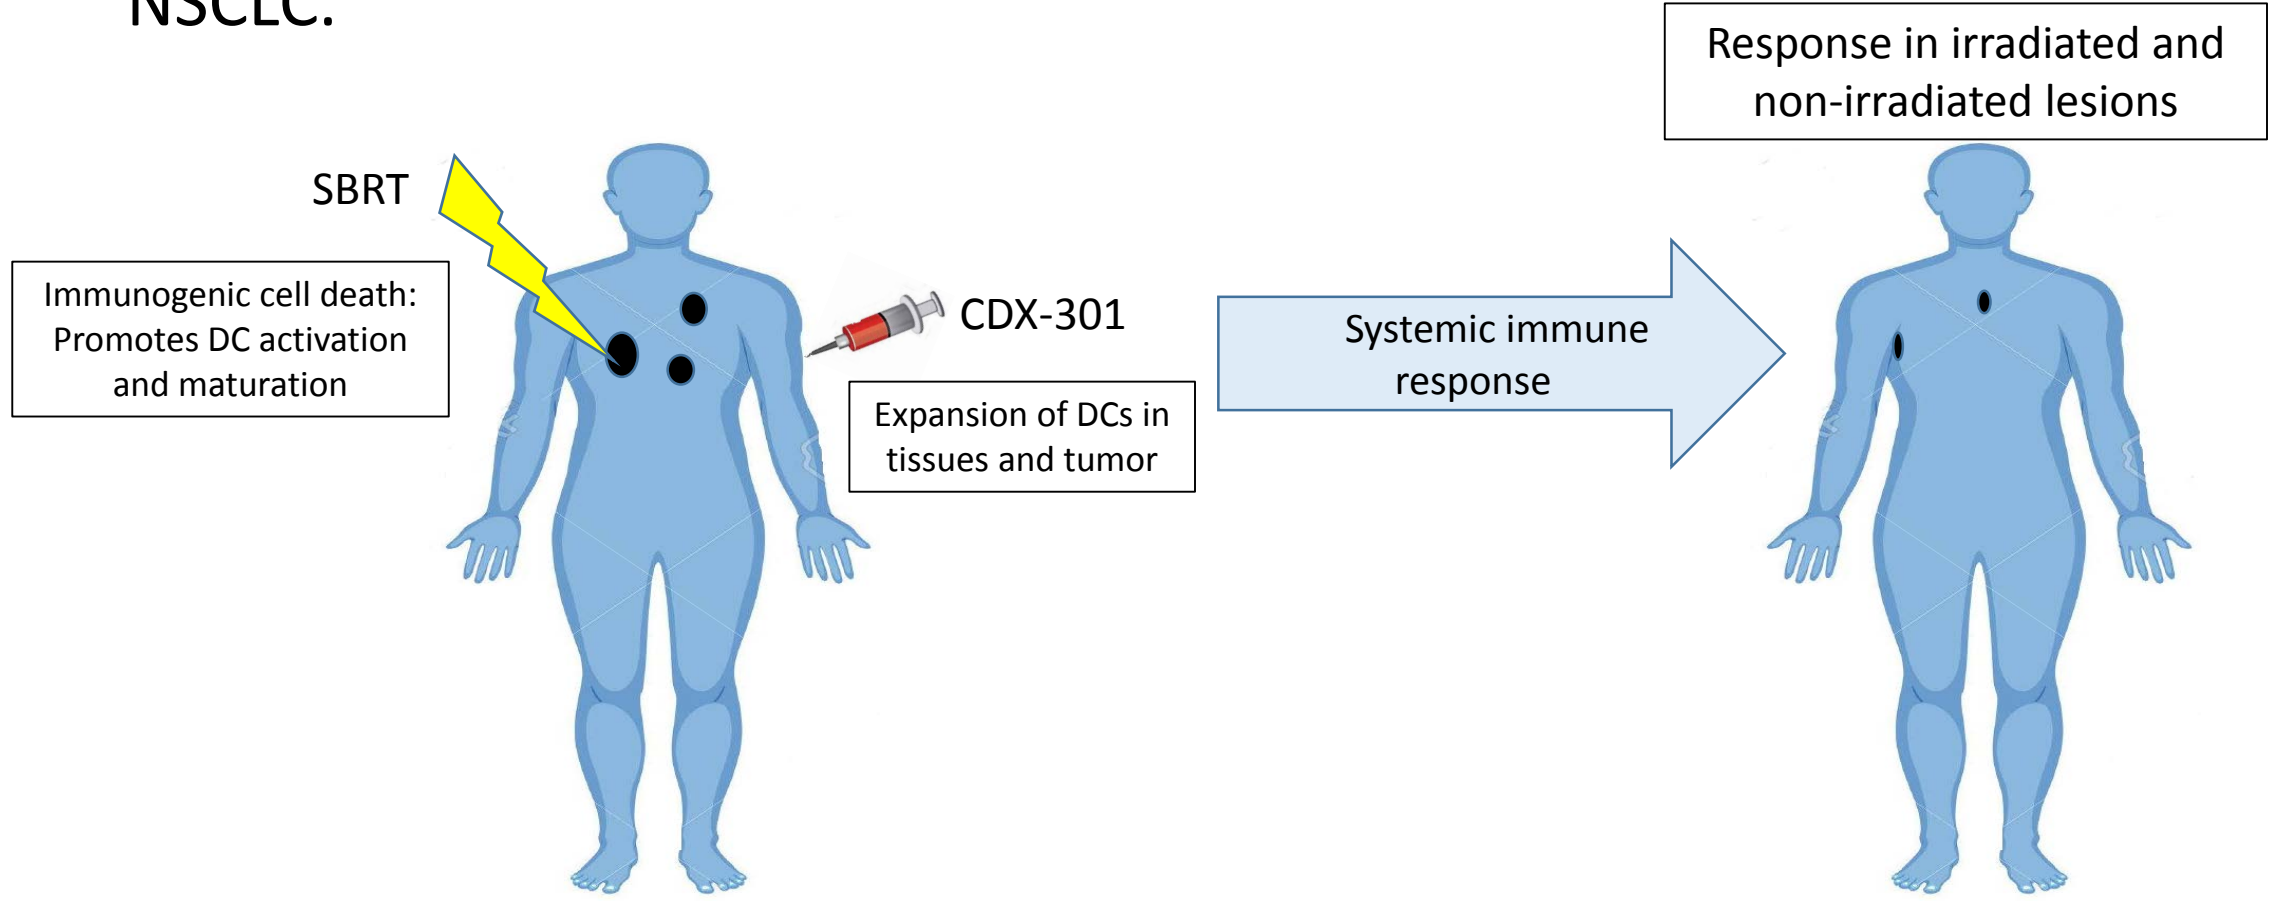 NSCLC.
Response in irradiated and
non-irradiated lesions
SBRT
Immunogenic cell death:
Promotes DC activation
and maturation
CDX-301
Expansion of DCs in
tissues and tumor
Systemic immune
response